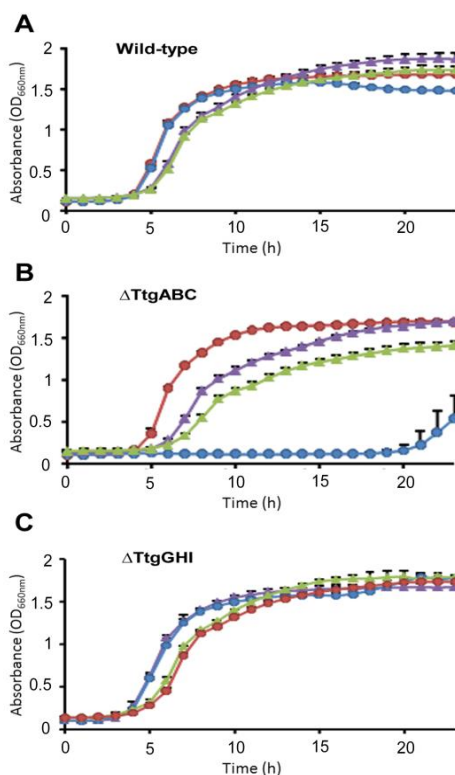 A
Wild-type
Absorbance (OD660nm)
2
1.5
1
0.5
0
0 5 10 15 20
Time (h)
B
ΔTtgABC
Absorbance (OD660nm)
2
1.5
1
0.5
0
0 5 10 15 20
Time (h)
C
ΔTtgGHI
Absorbance (OD660nm)
2
1.5
1
0.5
0
0 5 10 15 20
Time (h)